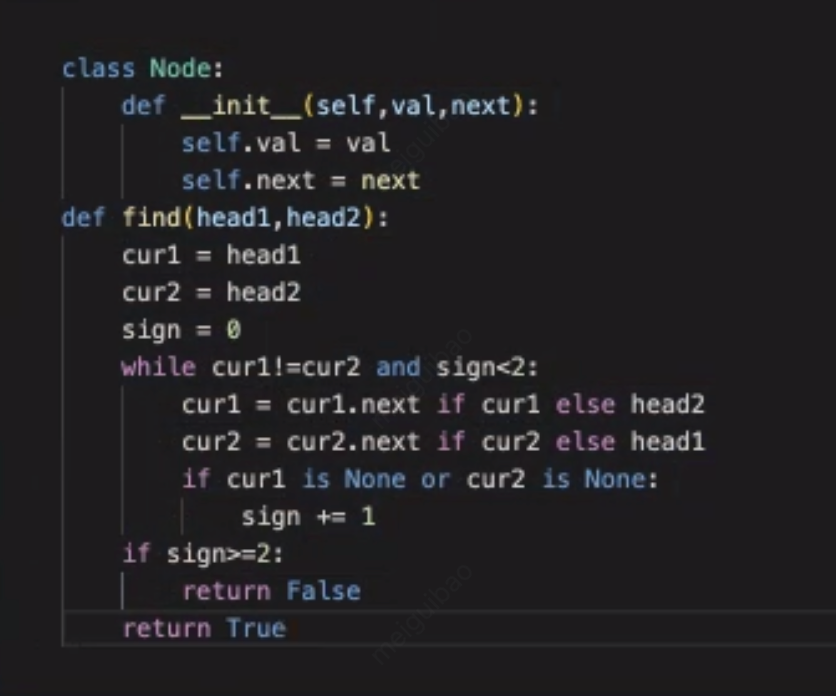 class Node:
    def __init__(self,val,next):
        self.val = val
        self.next = next
def find(head1,head2):
    cur1 = head1
    cur2 = head2
    sign = 0
    while cur1!=cur2 and sign<2:
        cur1 = cur1.next if cur1 else head2
        cur2 = cur2.next if cur2 else head1
        if cur1 is None or cur2 is None:
            sign += 1
    if sign>=2:
        return False
    return True
meiguibao
meiguibao
meiguibao